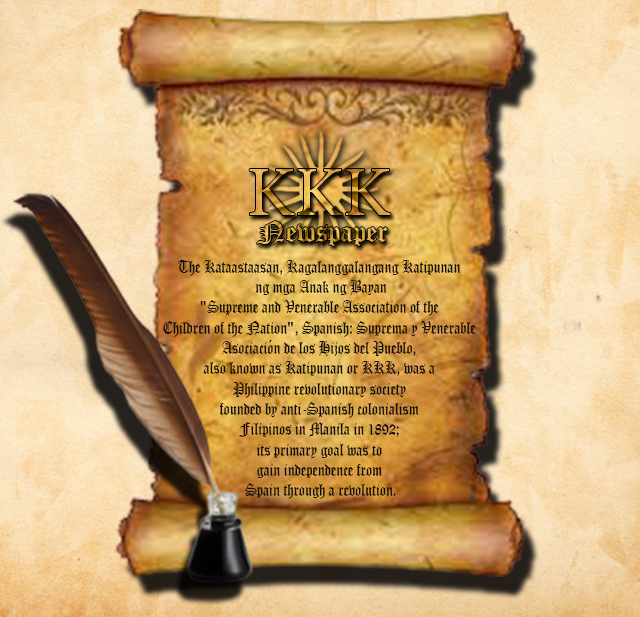 KKK
Newspaper
The Kataastaasan, Kagalanggalangang Katipunan
ng mga Anak ng Bayan
"Supreme and Venerable Association of the
Children of the Nation", Spanish: Suprema y Venerable
Asociación de los Hijos del Pueblo,
also known as Katipunan or KKK, was a
Philippine revolutionary society
founded by anti-Spanish colonialism
Filipinos in Manila in 1892;
its primary goal was to
gain independence from
Spain through a revolution.